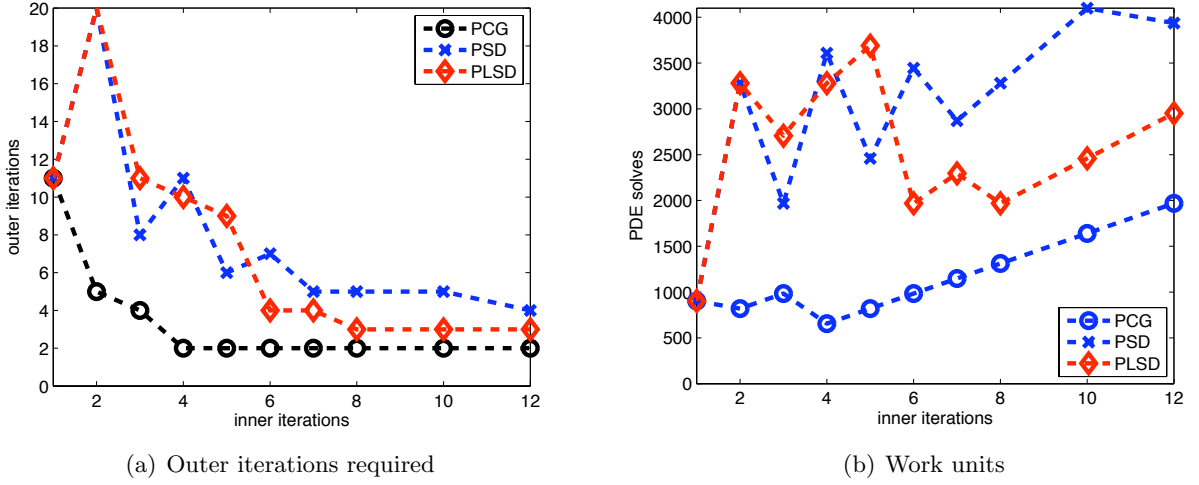 20
18
16
14
12
10
8
6
4
2
0
outer iterations
2 4 6 8 10 12
inner iterations
PCG
PSD
PLSD
(a) Outer iterations required
4000
3500
3000
2500
2000
1500
1000
500
0
PDE solves
2 4 6 8 10 12
inner iterations
PCG
PSD
PLSD
(b) Work units